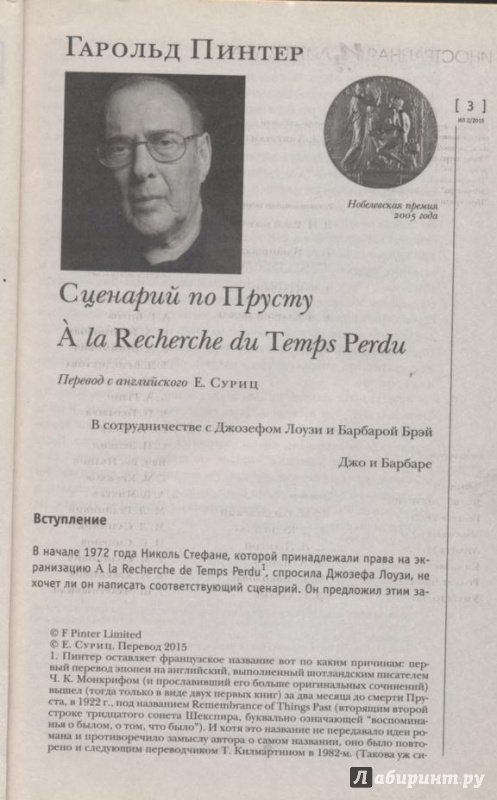 Гарольд Пинтер
[ 3 ]
ИЛ 2/2015
Нобелевская премия
2005 года
Сценарий по Прусту
À la Recherche du Temps Perdu
Перевод с английского Е. Суриц
В сотрудничестве с Джозефом Лоузи и Барбарой Брэй
Джо и Барбаре
Вступление
В начале 1972 года Николь Стефане, которой принадлежали права на эк-
ранизацию À la Recherche de Temps Perdu¹, спросила Джозефа Лоузи, не
хочет ли он написать соответствующий сценарий. Он предложил этим за-
© F Pinter Limited
© Е. Суриц. Перевод 2015
1. Пинтер оставляет французское название вот по каким причинам: пер-
вый перевод эпопеи на английский, выполненный шотландским писателем
Ч. К. Монкрифом (и прославивший его больше оригинальных сочинений)
вышел (тогда только в виде двух первых книг) за два месяца до смерти Пру-
ста, в 1922 г., под названием Remembrance of Things Past (вторящим второй
строке тридцатого сонета Шекспира, буквально означающей “воспомина-
нья о былом, о том, что было”). И хотя это название не передавало идеи ро-
мана и противоречило замыслу автора о самом названии, оно было повто-
рено и следующим переводчиком Т. Килмартином в 1982-м. (Такова уж си-
Лабиринт.ру